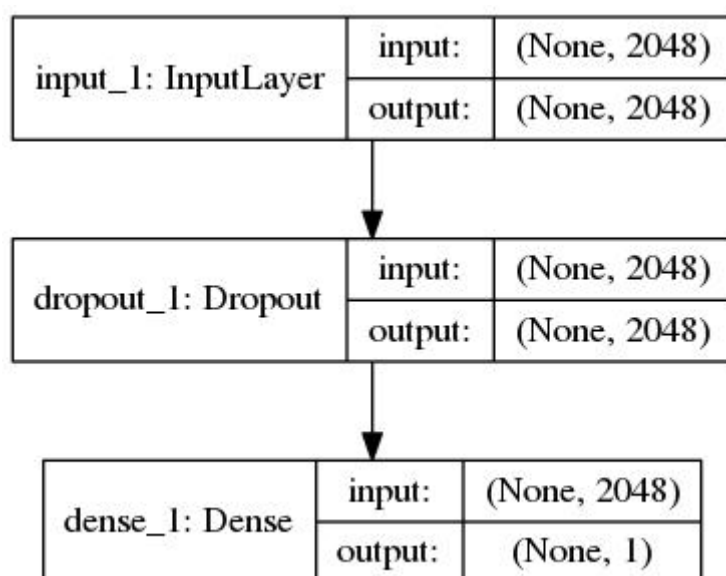 input_1: InputLayer
input: (None, 2048)
output: (None, 2048)
dropout_1: Dropout
input: (None, 2048)
output: (None, 2048)
dense_1: Dense
input: (None, 2048)
output: (None, 1)